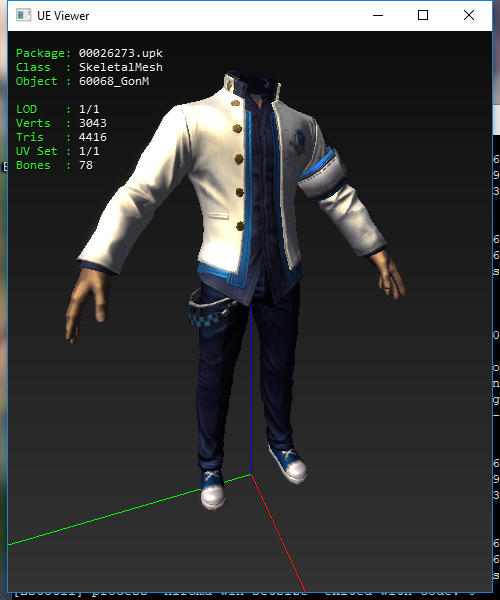 UE Viewer
Package: 00026273.upk
Class : SkeletalMesh
Object : 60068_GonM
LOD : 1/1
Verts : 3043
Tris : 4416
UV Set : 1/1
Bones : 78